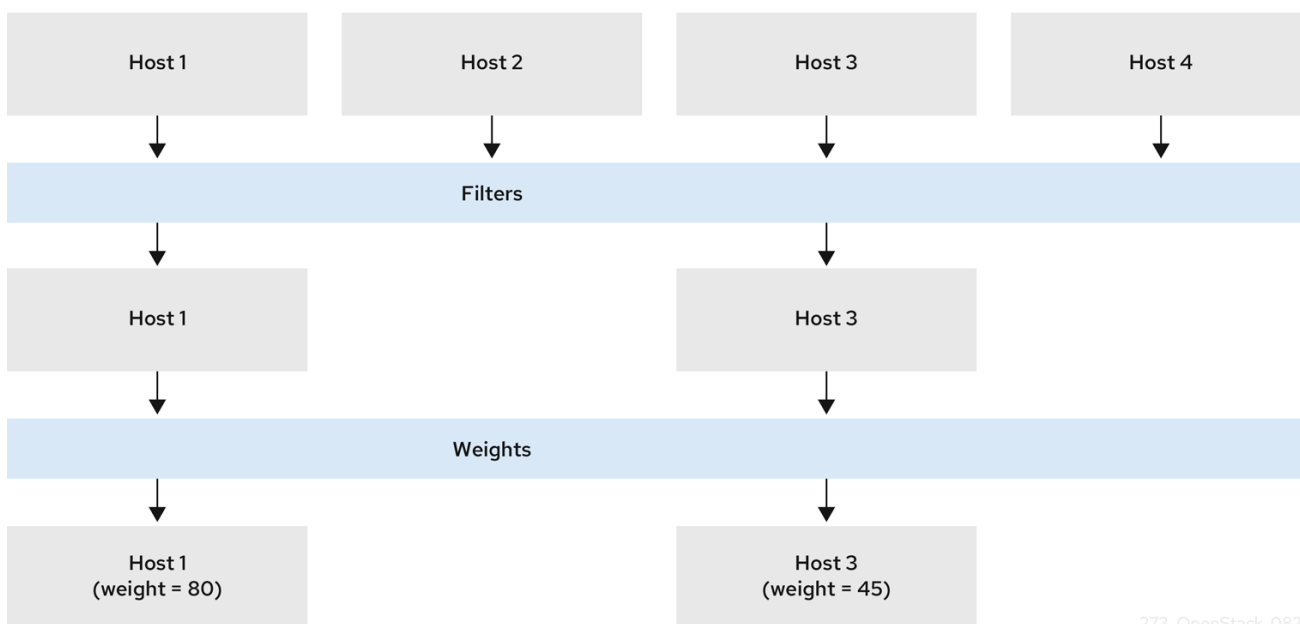 Host 1
Host 2
Host 3
Host 4
Filters
Host 1
Host 3
Weights
Host 1
(weight = 80)
Host 3
(weight = 45)
273_OpenStack_082